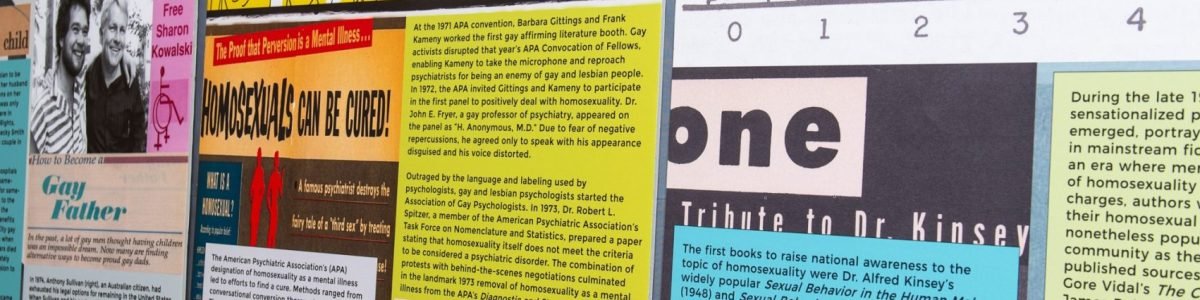 child
Free
Sharon
Kowalski
How to Become a
Gay
Father
In the past, a lot of gay men thought having children
was an impossible dream. Now many are finding
alternative ways to become proud gay dads.
In 1974, Anthony Sullivan (right), an Australian citizen, had
exhausted his legal options for remaining in the United States
The Proof that Perversion is a Mental Illness...
HOMOSEXUALS CAN BE CURED!
WHAT IS A
HOMOSEXUAL?
A famous psychiatrist destroys the
fairy tale of a "third sex" by treating
se!
The American Psychiatric Association's (APA)
designation of homosexuality as a mental illness
led to efforts to find a cure. Methods ranged from
At the 1971 APA convention, Barbara Gittings and Frank
Kameny worked the first gay affirming literature booth. Gay
activists disrupted that year's APA Convocation of Fellows,
enabling Kameny to take the microphone and reproach
psychiatrists for being an enemy of gay and lesbian people.
In 1972, the APA invited Gittings and Kameny to participate
in the first panel to positively deal with homosexuality. Dr.
John E. Fryer, a gay professor of psychiatry, appeared on
the panel as "H. Anonymous, M.D." Due to fear of negative
repercussions, he agreed only to speak with his appearance
disguised and his voice distorted.
Outraged by the language and labeling used by
psychologists, gay and lesbian psychologists started the
Association of Gay Psychologists. In 1973, Dr. Robert L.
Spitzer, a member of the American Psychiatric Association's
Task Force on Nomenclature and Statistics, prepared a paper
stating that homosexuality itself does not meet the criteria
to be considered a psychiatric disorder. The combination of
protests with behind-the-scenes negotiations culminated
in the landmark 1973 removal of homosexuality as a mental
illness from the APA's Diagnostic and
0 1 2 3 4
one
Tribute to Dr. Kinsey
The first books to raise national awareness to the
topic of homosexuality were Dr. Alfred Kinsey's
widely popular Sexual Behavior in the Human
(1948) and Sexual
During the late
sensationalized
emerged, portray
in mainstream fic
an era where
of homosexuality
charges, authors
their homosexual
nonetheless popu
community as the
published sources
Gore Vidal's The